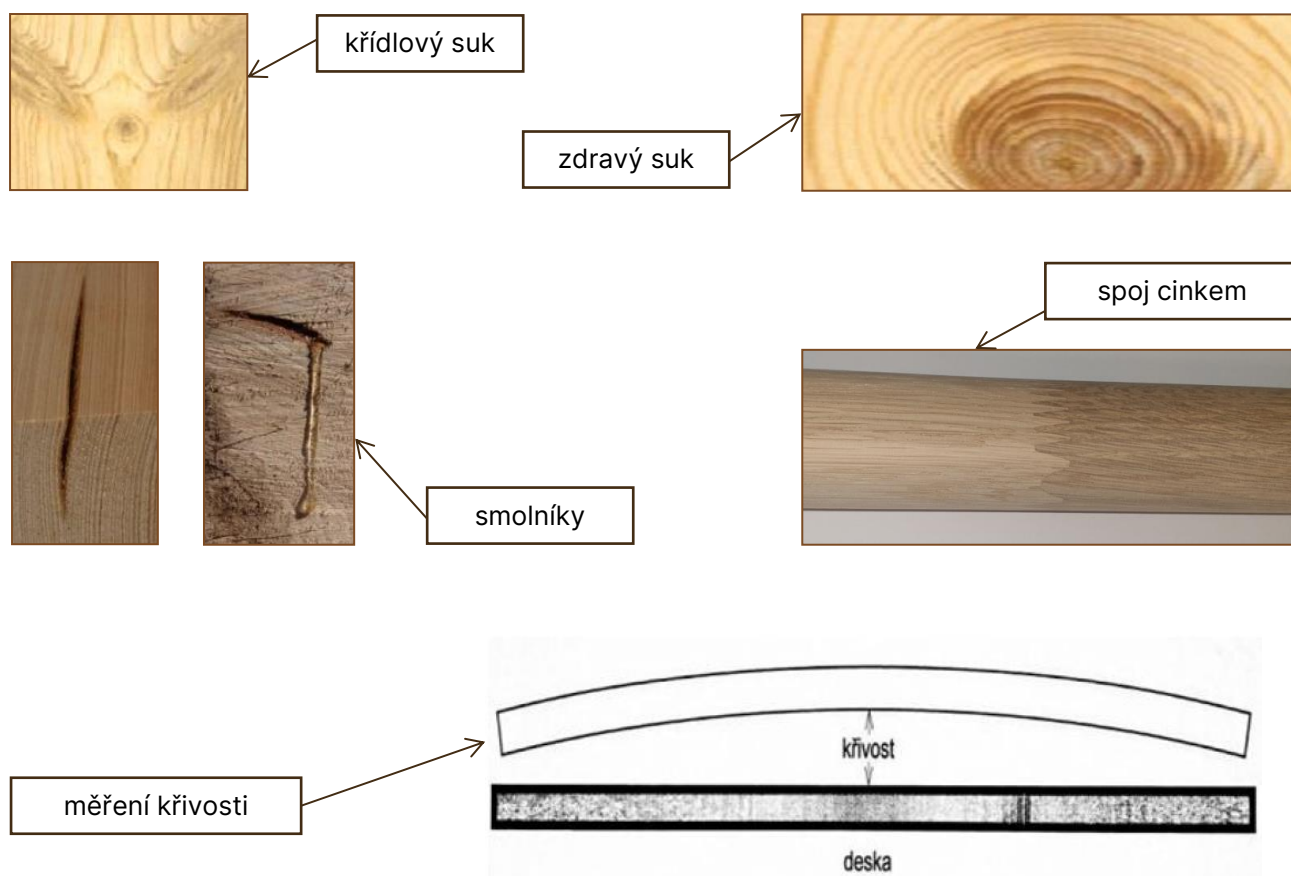 křídlový suk
zdravý suk
spoj cinkem
smolníky
měření křivosti
křivost
deska